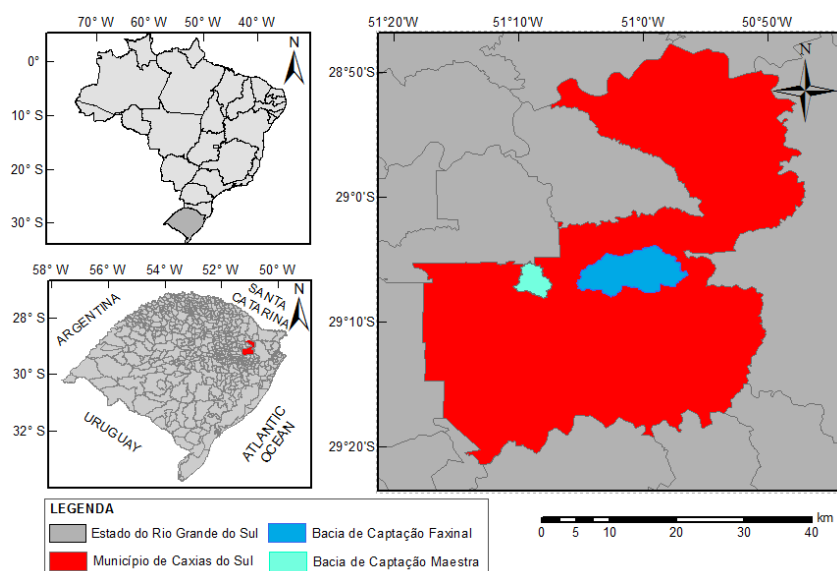 70° W 60° W 50° W 40° W
N
0°
10° S
20° S
30° S
58° W 56° W 54° W 52° W 50° W
N
28° S
30° S
32° S
ARGENTINA
SANTA
CATARINA
URUGUAY
ATLANTIC
OCEAN
51°20'W 51°10'W 51°0'W 50°50'W
N
28°50'S
29°0'S
29°10'S
29°20'S
LEGENDA
Estado do Rio Grande do Sul
Bacia de Captação Faxinal
Município de Caxias do Sul
Bacia de Captação Maestra
km
0 5 10 20 30 40